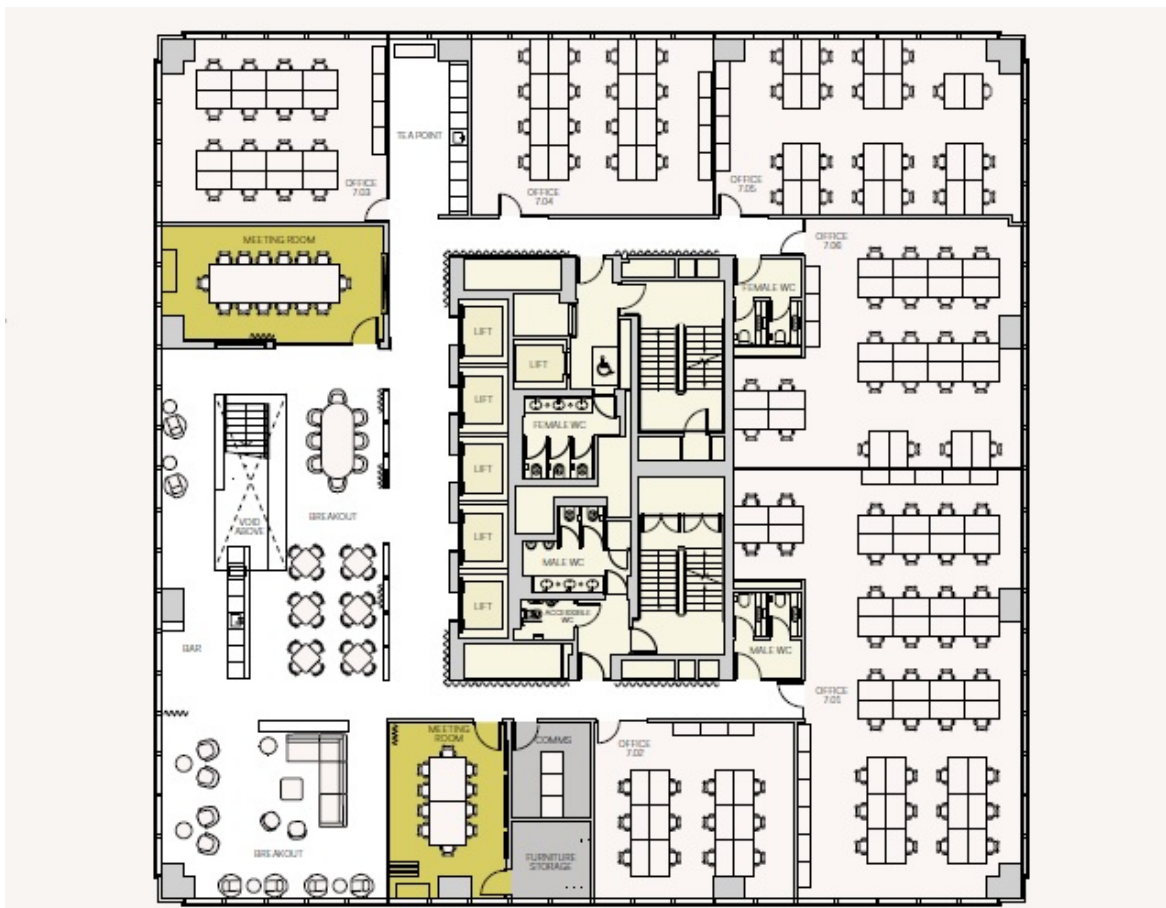 TEA POINT
OFFICE
7.03
OFFICE
7.04
OFFICE
7.05
MEETING ROOM
OFFICE
7.06
FEMALE WC
LIFT
LIFT
LIFT
FEMALE WC
LIFT
BREAKOUT
VOID
ABOVE
LIFT
MALE WC
LIFT
ACCESSIBLE
WC
BAR
MALE WC
OFFICE
7.01
MEETING
ROOM
COMMS
OFFICE
7.02
BREAKOUT
FURNITURE
STORAGE